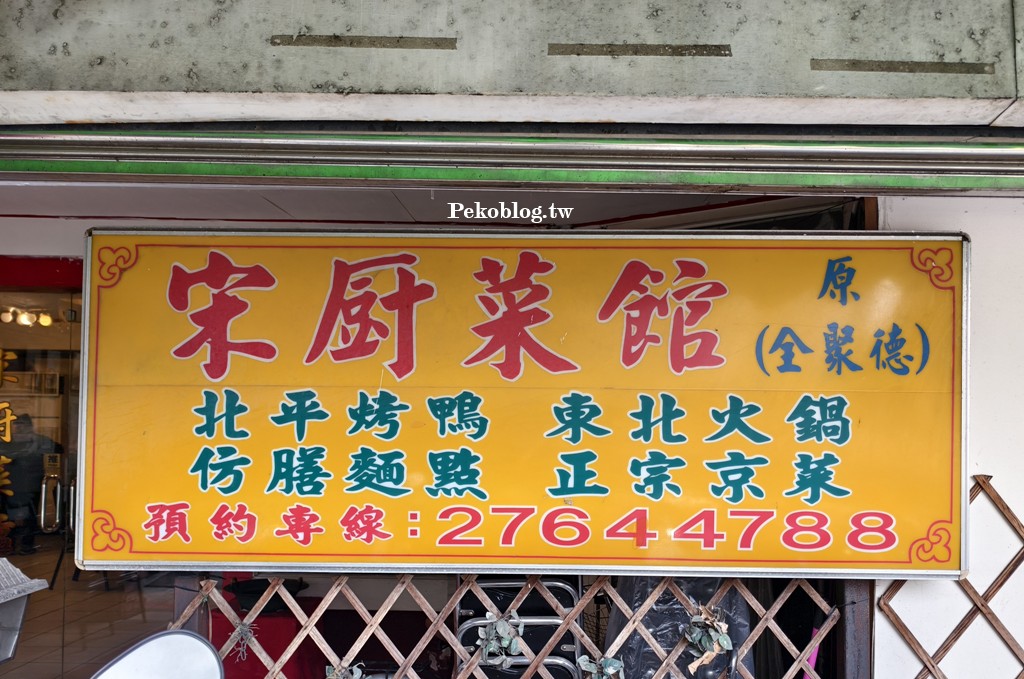 Pekoblog.tw
宋厨菜館 原
(全聚德)
北平烤鴨 東北火鍋
仿膳麵點 正宗京菜
預約專線：27644788